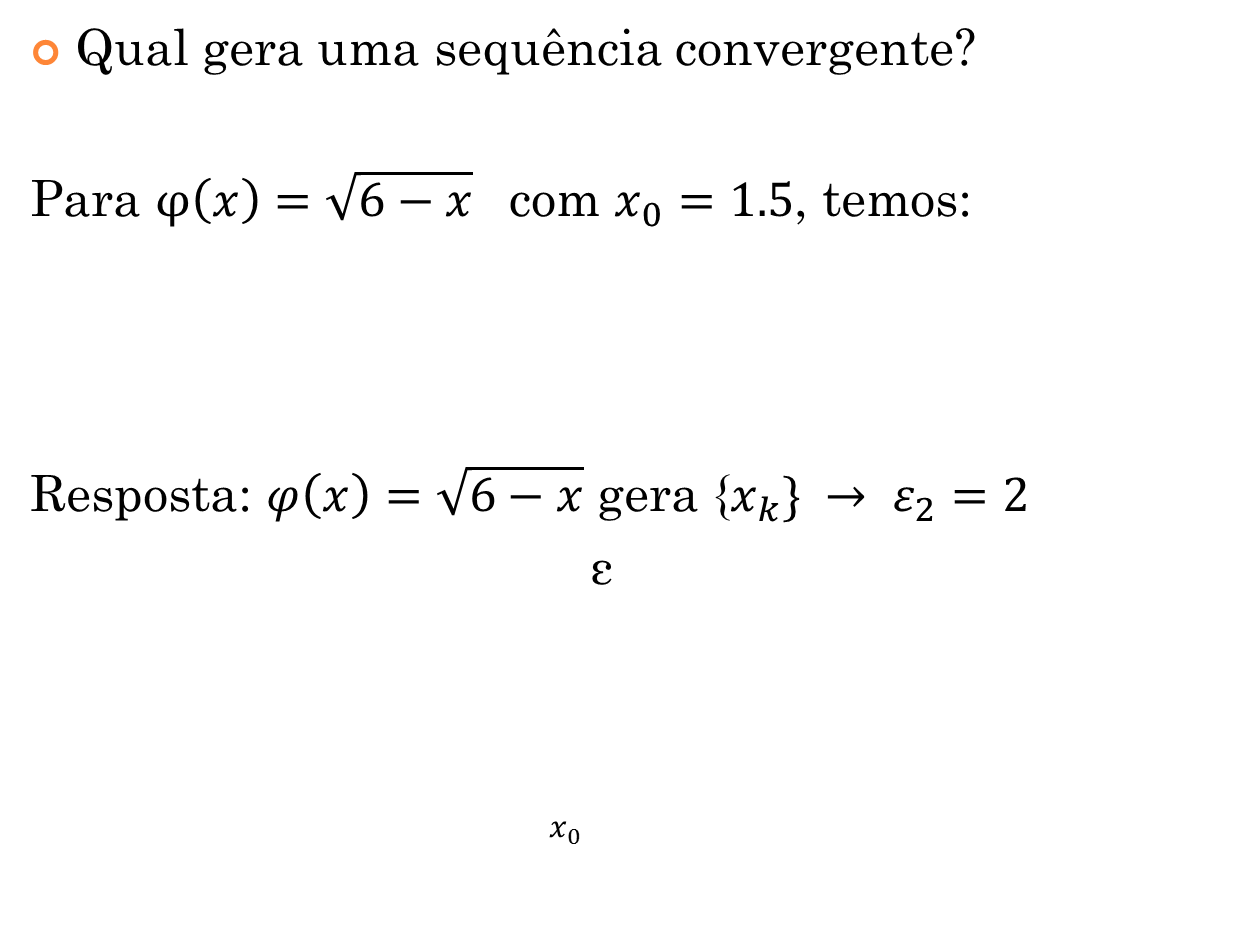 Qual gera uma sequência convergente?
Para φ(x) = √6 − x com x₀ = 1.5, temos:
Resposta: φ(x) = √6 − x gera {xₖ} → ε₂ = 2
ε
x₀